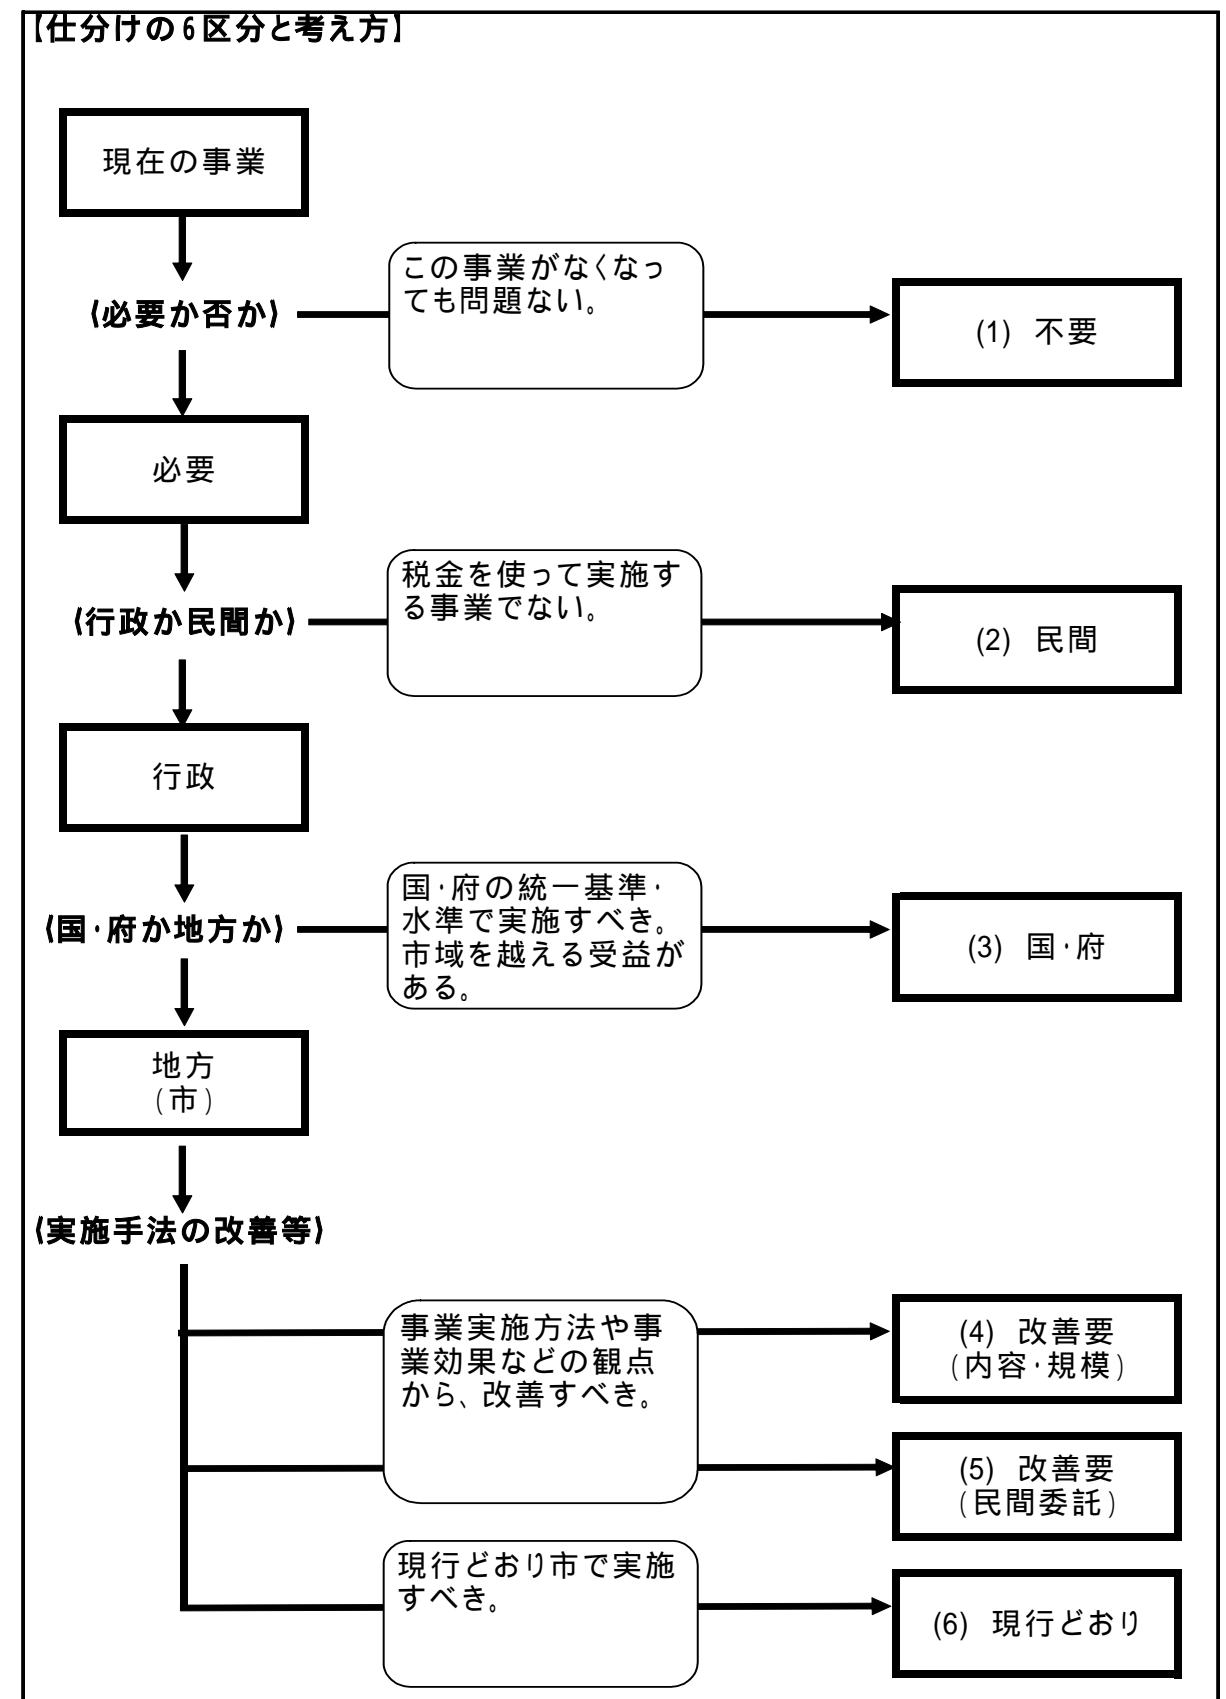 【仕分けの6区分と考え方】
現在の事業
この事業がなくなっ
ても問題ない。
《必要か否か》
(1) 不要
必要
税金を使って実施す
る事業でない。
《行政か民間か》
(2) 民間
行政
国・府の統一基準・
水準で実施すべき。
市域を越える受益が
ある。
《国・府か地方か》
(3) 国・府
地方
(市)
《実施手法の改善等》
事業実施方法や事
業効果などの観点
から、改善すべき。
(4) 改善要
(内容・規模)
(5) 改善要
(民間委託)
現行どおり市で実施
すべき。
(6) 現行どおり